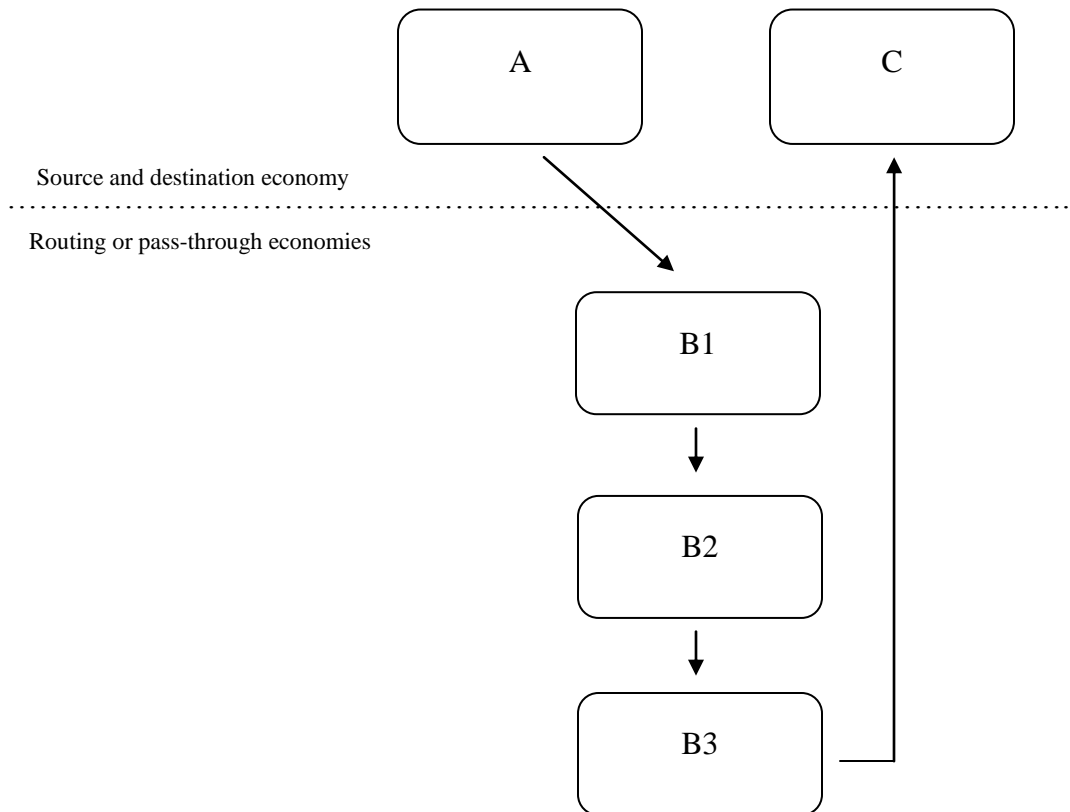 A
C
Source and destination economy
Routing or pass-through economies
B1
B2
B3